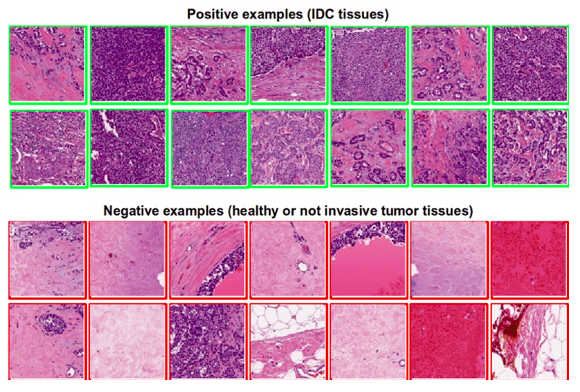 Positive examples (IDC tissues)
Negative examples (healthy or not invasive tumor tissues)